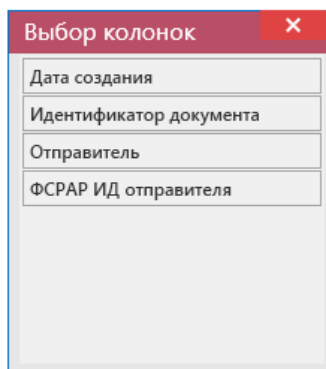 Выбор колонок
Дата создания
Идентификатор документа
Отправитель
ФСРАР ИД отправителя